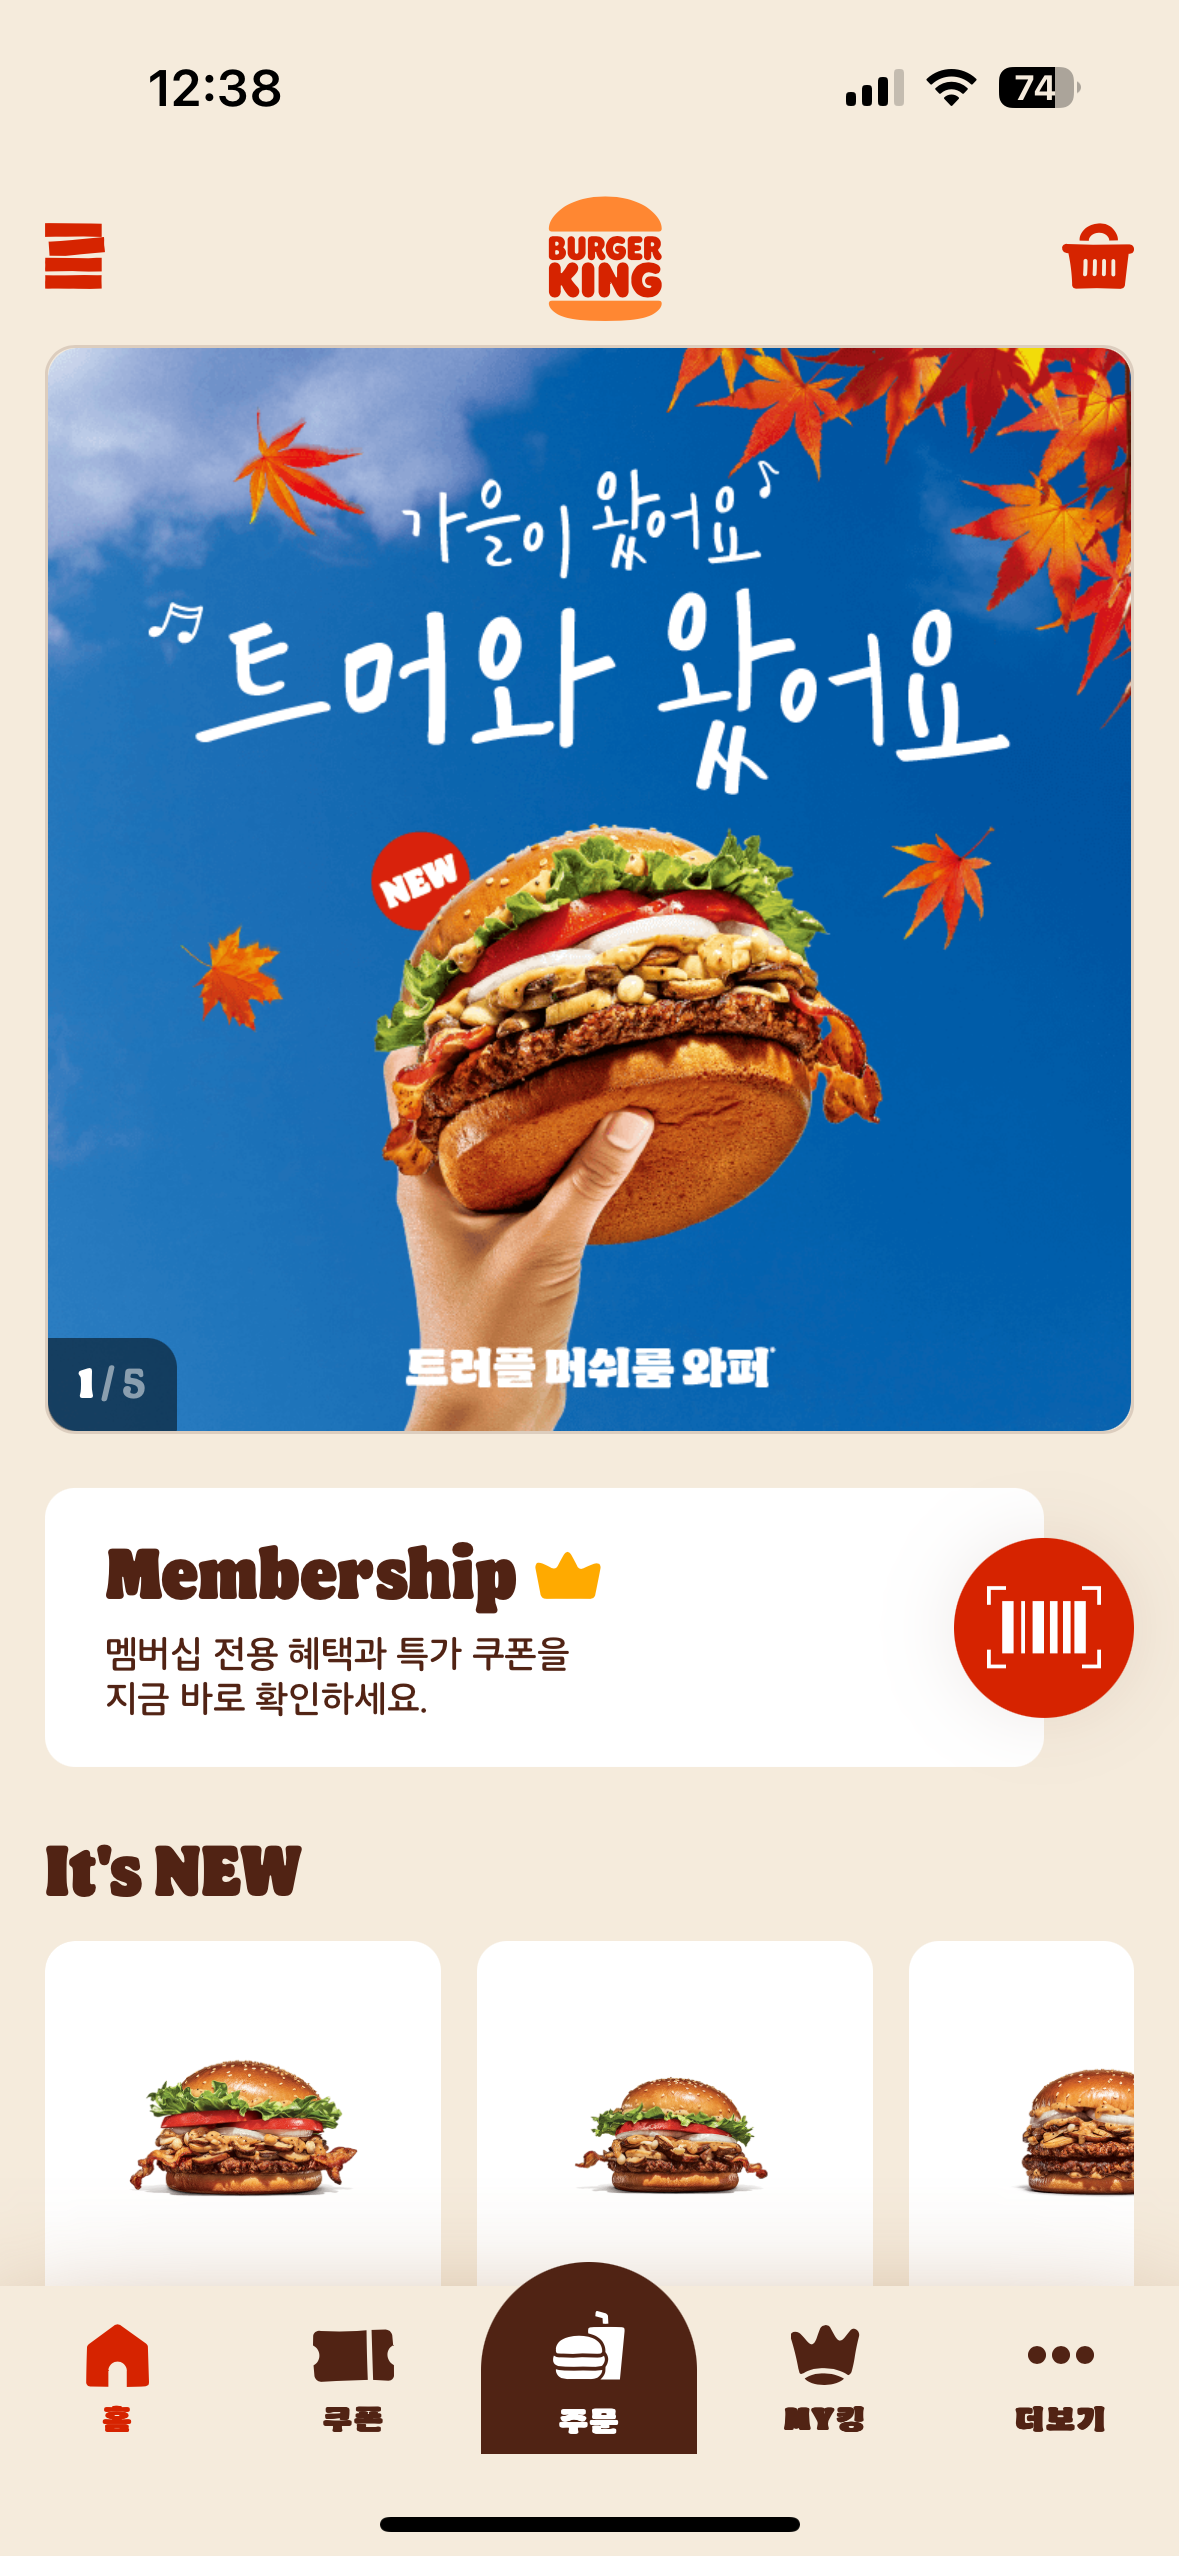 12:38
74
BURGER
KING
가을이 왔어요
트머와 왔어요
NEW
트러플 머쉬룸 와퍼
1/5
Membership
멤버십 전용 혜택과 특가 쿠폰을
지금 바로 확인하세요.
It's NEW
홈
쿠폰
주문
MY킹
더보기